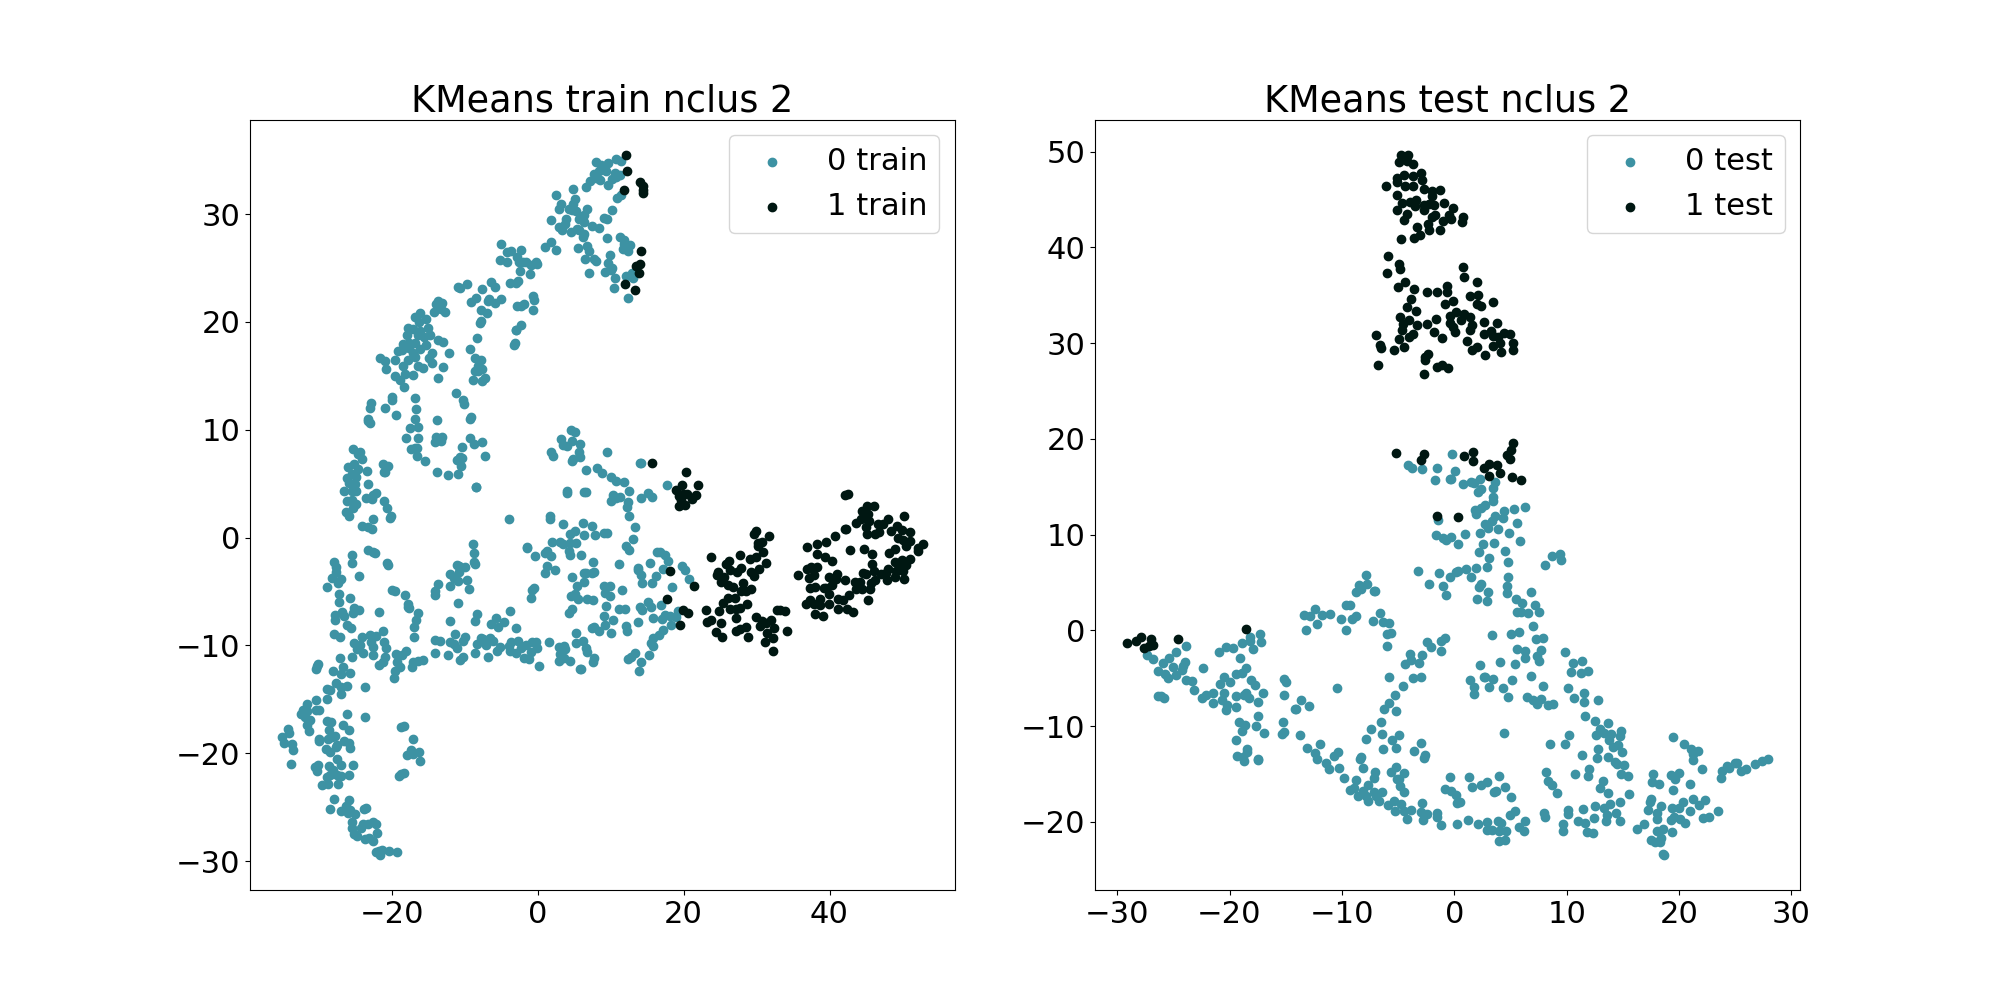 KMeans train nclus 2
0 train
1 train
30
20
10
0
−10
−20
−30
−20 0 20 40
KMeans test nclus 2
0 test
1 test
50
40
30
20
10
0
−10
−20
−30 −20 −10 0 10 20 30